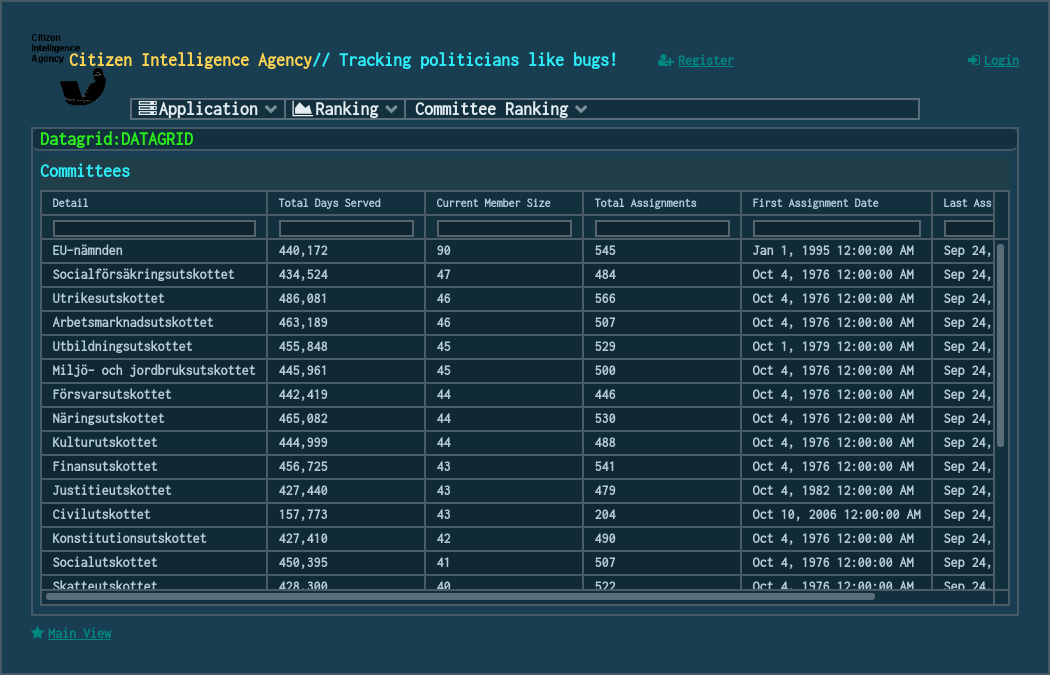 Citizen
Intelligence
Agency
Citizen Intelligence Agency// Tracking politicians like bugs!
Register
Login
Application Ranking Committee Ranking
Datagrid:DATAGRID
Committees
Detail Total Days Served Current Member Size Total Assignments First Assignment Date Last Ass
EU-nämnden 440,172 90 545 Jan 1, 1995 12:00:00 AM Sep 24,
Socialförsäkringsutskottet 434,524 47 484 Oct 4, 1976 12:00:00 AM Sep 24,
Utrikesutskottet 486,081 46 566 Oct 4, 1976 12:00:00 AM Sep 24,
Arbetsmarknadsutskottet 463,189 46 507 Oct 4, 1976 12:00:00 AM Sep 24,
Utbildningsutskottet 455,848 45 529 Oct 1, 1979 12:00:00 AM Sep 24,
Miljö- och jordbruksutskottet 445,961 45 500 Oct 4, 1976 12:00:00 AM Sep 24,
Försvarsutskottet 442,419 44 446 Oct 4, 1976 12:00:00 AM Sep 24,
Näringsutskottet 465,082 44 530 Oct 4, 1976 12:00:00 AM Sep 24,
Kulturutskottet 444,999 44 488 Oct 4, 1976 12:00:00 AM Sep 24,
Finansutskottet 456,725 43 541 Oct 4, 1976 12:00:00 AM Sep 24,
Justitieutskottet 427,440 43 479 Oct 4, 1982 12:00:00 AM Sep 24,
Civilutskottet 157,773 43 204 Oct 10, 2006 12:00:00 AM Sep 24,
Konstitutionsutskottet 427,410 42 490 Oct 4, 1976 12:00:00 AM Sep 24,
Socialutskottet 450,395 41 507 Oct 4, 1976 12:00:00 AM Sep 24,
Skatteutskottet 428,300 40 522 Oct 4, 1976 12:00:00 AM Sep 24,
Main View